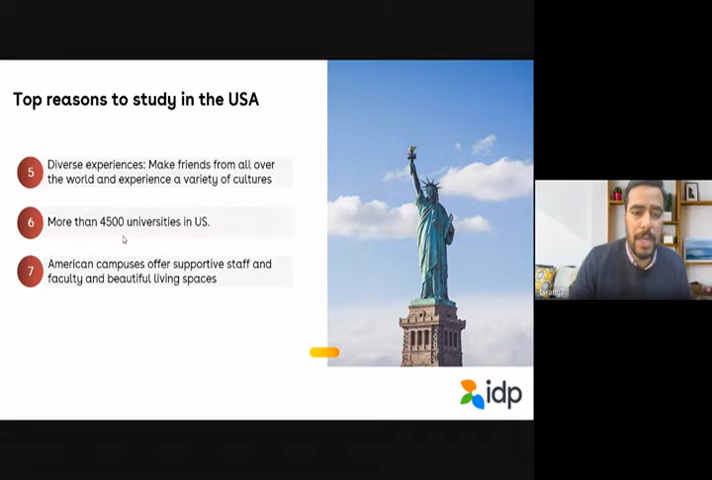 Top reasons to study in the USA
5
Diverse experiences: Make friends from all over
the world and experience a variety of cultures
6
More than 4500 universities in US.
7
American campuses offer supportive staff and
faculty and beautiful living spaces
idp